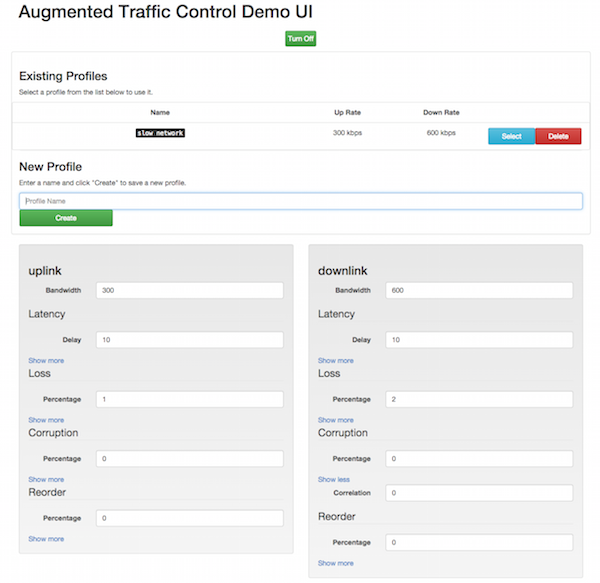 Augmented Traffic Control Demo UI
Turn Off
Existing Profiles
Select a profile from the list below to use it.
Name Up Rate Down Rate
slow network 300 kbps 600 kbps Select Delete
New Profile
Enter a name and click "Create" to save a new profile.
Profile Name
Create
uplink
Bandwidth 300
Latency
Delay 10
Show more
Loss
Percentage 1
Show more
Corruption
Percentage 0
Show more
Reorder
Percentage 0
Show more
downlink
Bandwidth 600
Latency
Delay 10
Show more
Loss
Percentage 2
Show more
Corruption
Percentage 0
Show less
Correlation 0
Reorder
Percentage 0
Show more